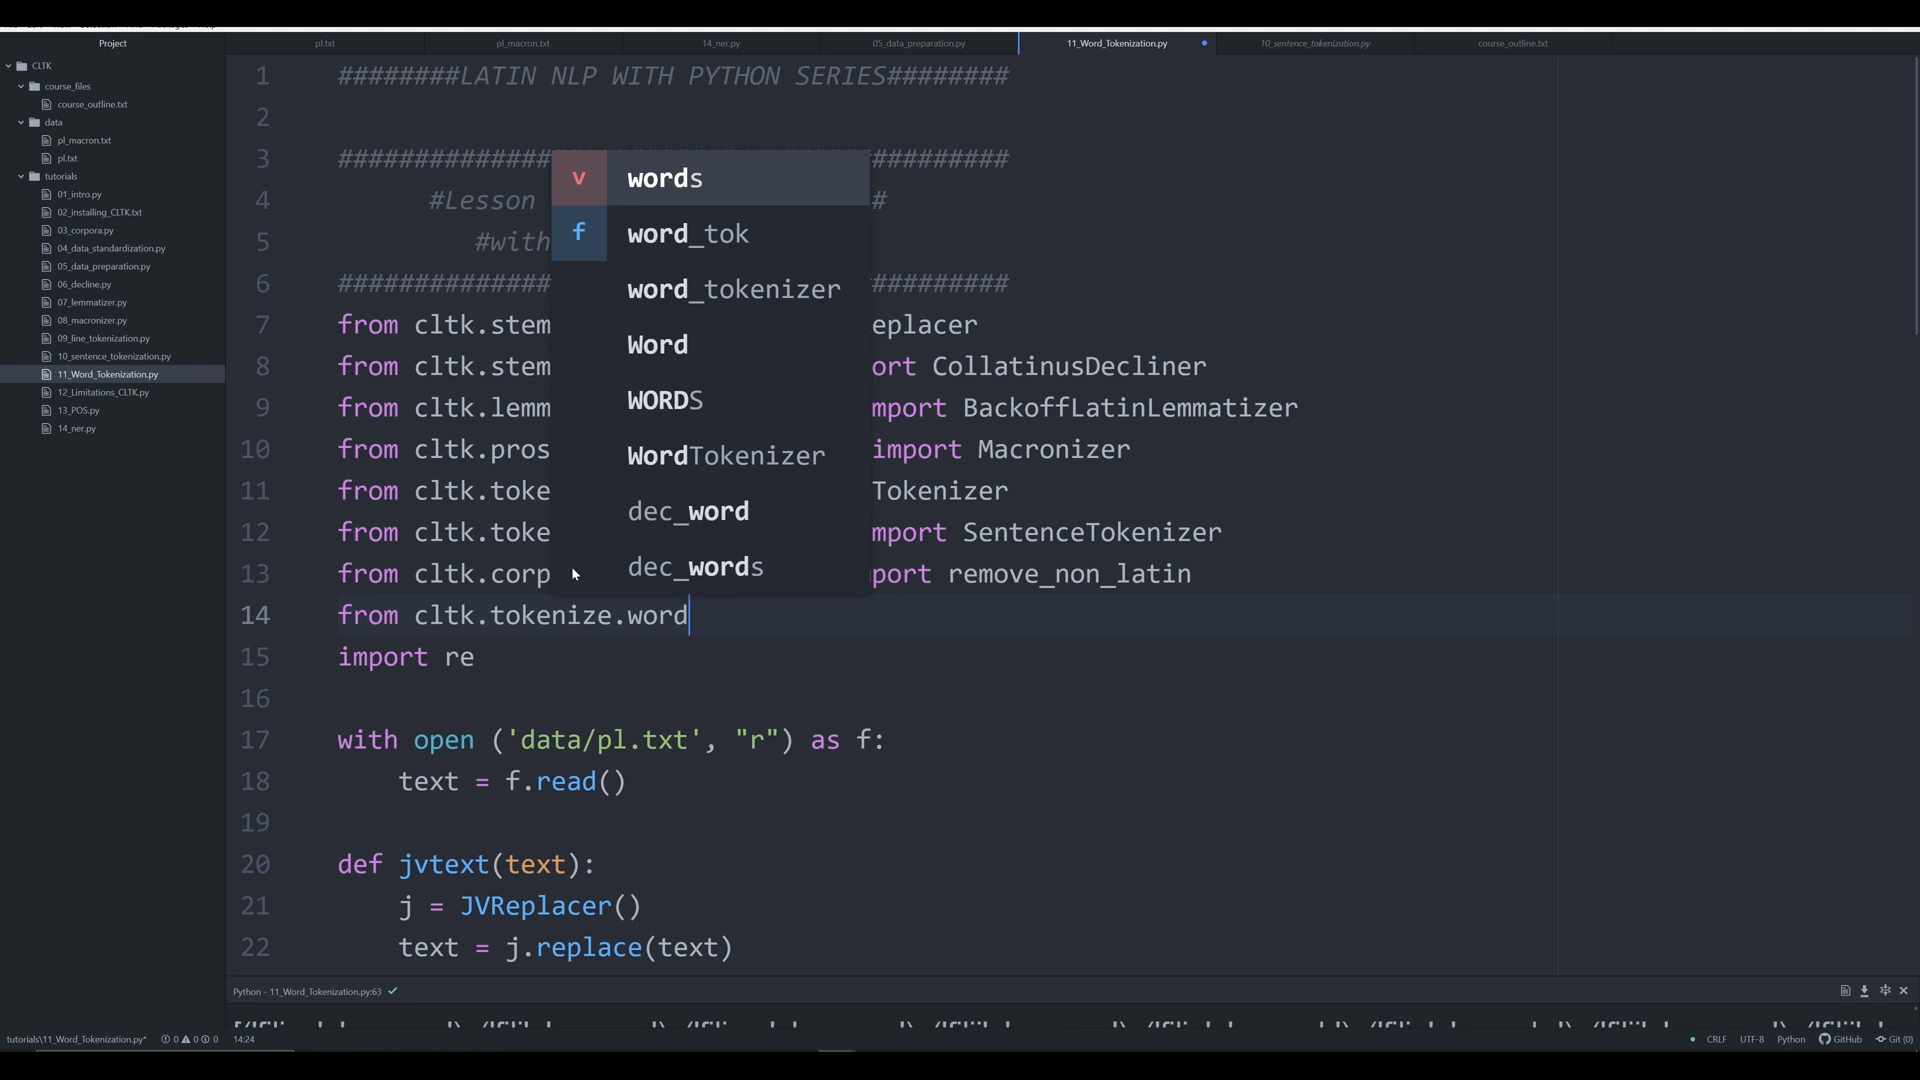 Project
pl.txt
pl_macron.txt
14_ner.py
05_data_preparation.py
11_Word_Tokenization.py
10_sentence_tokenization.py
course_outline.txt
CLTK
course_files
course_outline.txt
data
pl_macron.txt
pl.txt
tutorials
01_intro.py
02_installing_CLTK.txt
03_corpora.py
04_data_standardization.py
05_data_preparation.py
06_decline.py
07_lemmatizer.py
08_macronizer.py
09_line_tokenization.py
10_sentence_tokenization.py
11_Word_Tokenization.py
12_Limitations_CLTK.py
13_POS.py
14_ner.py
1 ########LATIN NLP WITH PYTHON SERIES########
2
3 ############## #########
4 #Lesson #
5 #with
6 ############## #########
7 from cltk.stem eplacer
8 from cltk.stem ort CollatinusDecliner
9 from cltk.lemm mport BackoffLatinLemmatizer
10 from cltk.pros import Macronizer
11 from cltk.toke Tokenizer
12 from cltk.toke mport SentenceTokenizer
13 from cltk.corp port remove_non_latin
14 from cltk.tokenize.word
15 import re
16
17 with open ('data/pl.txt', "r") as f:
18 text = f.read()
19
20 def jvtext(text):
21 j = JVReplacer()
22 text = j.replace(text)
v words
f word_tok
word_tokenizer
Word
WORDS
WordTokenizer
dec_word
dec_words
Python - 11_Word_Tokenization.py:63
tutorials\11_Word_Tokenization.py* 0 0 0 14:24
CRLF UTF-8 Python GitHub Git (0)